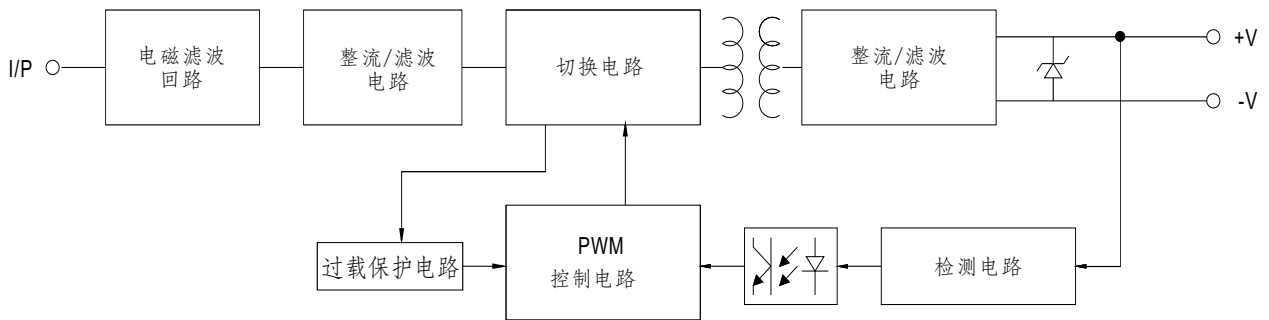 I/P
电磁滤波
回路
整流/滤波
电路
切换电路
整流/滤波
电路
+V
-V
过载保护电路
PWM
控制电路
检测电路